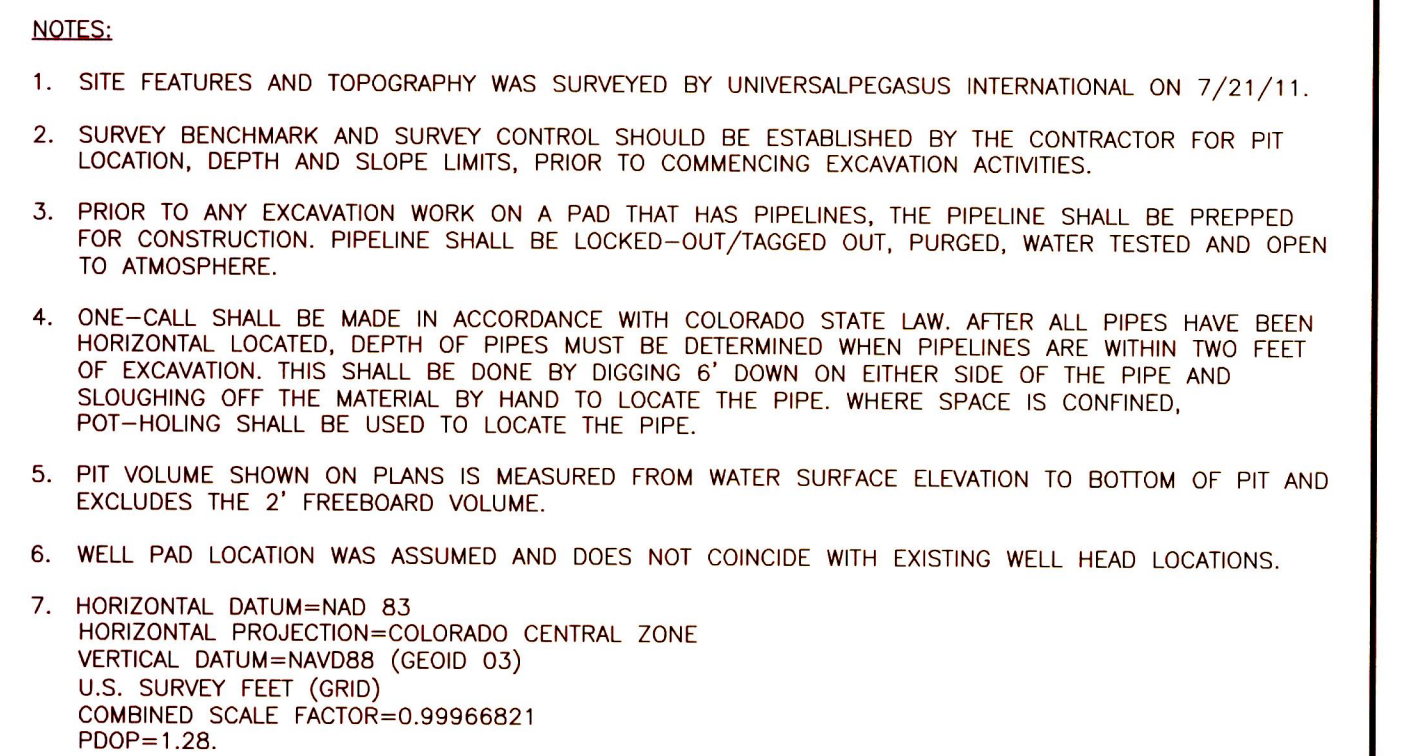 NOTES:
1. SITE FEATURES AND TOPOGRAPHY WAS SURVEYED BY UNIVERSALPEGASUS INTERNATIONAL ON 7/21/11.
2. SURVEY BENCHMARK AND SURVEY CONTROL SHOULD BE ESTABLISHED BY THE CONTRACTOR FOR PIT
LOCATION, DEPTH AND SLOPE LIMITS, PRIOR TO COMMENCING EXCAVATION ACTIVITIES.
3. PRIOR TO ANY EXCAVATION WORK ON A PAD THAT HAS PIPELINES, THE PIPELINE SHALL BE PREPPED
FOR CONSTRUCTION. PIPELINE SHALL BE LOCKED-OUT/TAGGED OUT, PURGED, WATER TESTED AND OPEN
TO ATMOSPHERE.
4. ONE-CALL SHALL BE MADE IN ACCORDANCE WITH COLORADO STATE LAW. AFTER ALL PIPES HAVE BEEN
HORIZONTAL LOCATED, DEPTH OF PIPES MUST BE DETERMINED WHEN PIPELINES ARE WITHIN TWO FEET
OF EXCAVATION. THIS SHALL BE DONE BY DIGGING 6' DOWN ON EITHER SIDE OF THE PIPE AND
SLOUGHING OFF THE MATERIAL BY HAND TO LOCATE THE PIPE. WHERE SPACE IS CONFINED,
POT-HOLING SHALL BE USED TO LOCATE THE PIPE.
5. PIT VOLUME SHOWN ON PLANS IS MEASURED FROM WATER SURFACE ELEVATION TO BOTTOM OF PIT AND
EXCLUDES THE 2' FREEBOARD VOLUME.
6. WELL PAD LOCATION WAS ASSUMED AND DOES NOT COINCIDE WITH EXISTING WELL HEAD LOCATIONS.
7. HORIZONTAL DATUM=NAD 83
HORIZONTAL PROJECTION=COLORADO CENTRAL ZONE
VERTICAL DATUM=NAVD88 (GEOID 03)
U.S. SURVEY FEET (GRID)
COMBINED SCALE FACTOR=0.99966821
PDOP=1.28.